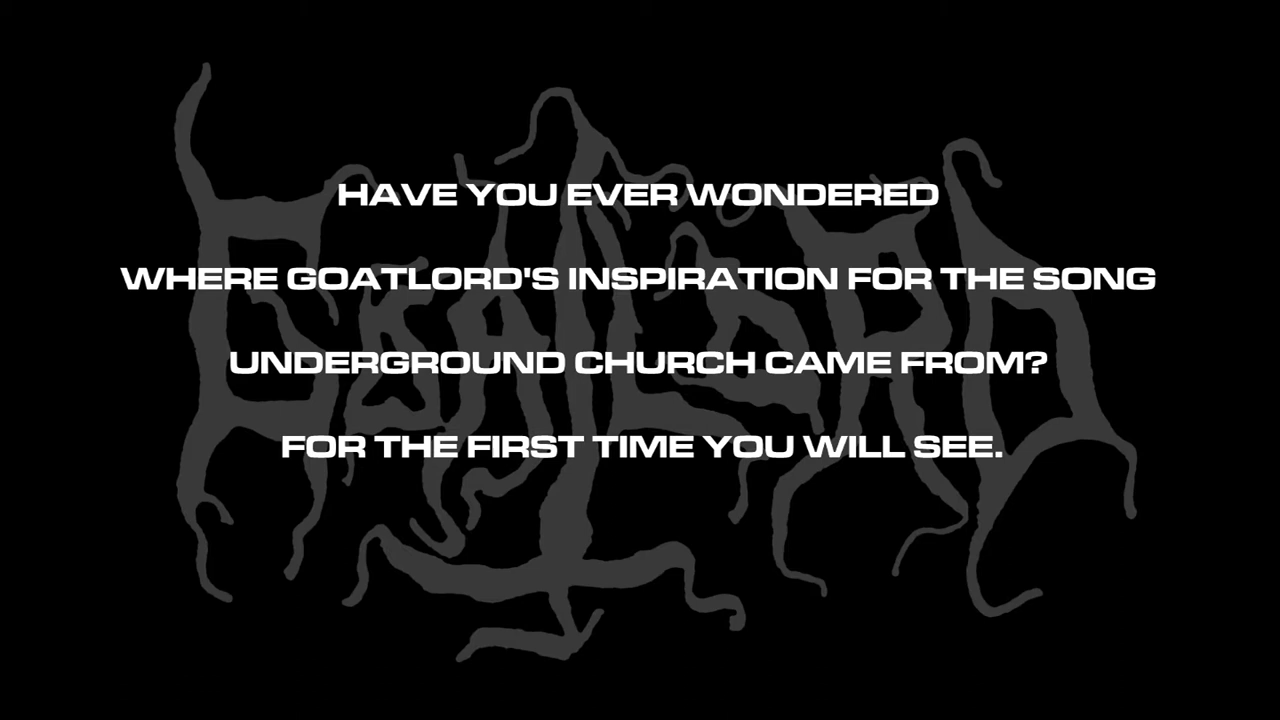 HAVE YOU EVER WONDERED
WHERE GOATLORD'S INSPIRATION FOR THE SONG
UNDERGROUND CHURCH CAME FROM?
FOR THE FIRST TIME YOU WILL SEE.
GOATLORD